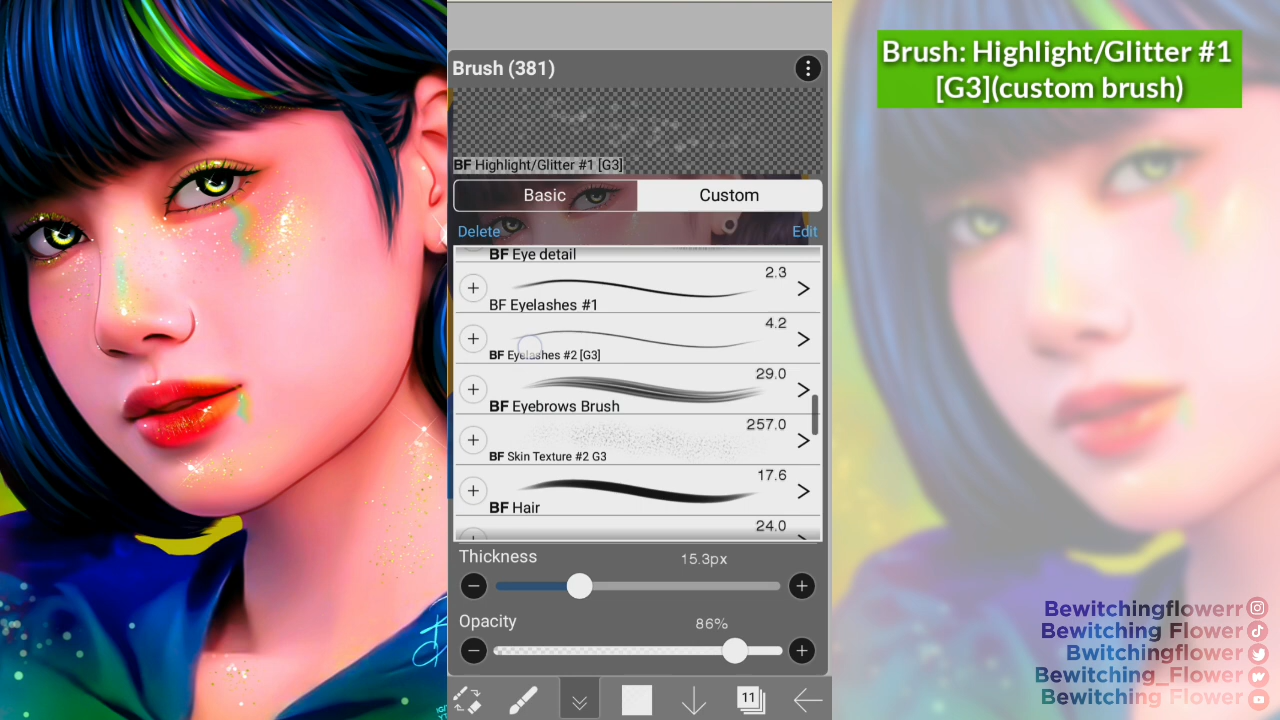 Brush (381)
BF Highlight/Glitter #1 [G3]
Basic
Custom
Delete
Edit
BF Eye detail
2.3
BF Eyelashes #1
4.2
BF Eyelashes #2 [G3]
29.0
BF Eyebrows Brush
257.0
BF Skin Texture #2 G3
17.6
BF Hair
24.0
Thickness
15.3px
Opacity
86%
11
Brush: Highlight/Glitter #1
[G3](custom brush)
Bewitchingflowerr
Bewitching Flower
Bwitchingflower
Bewitching_Flower
Bewitching Flower